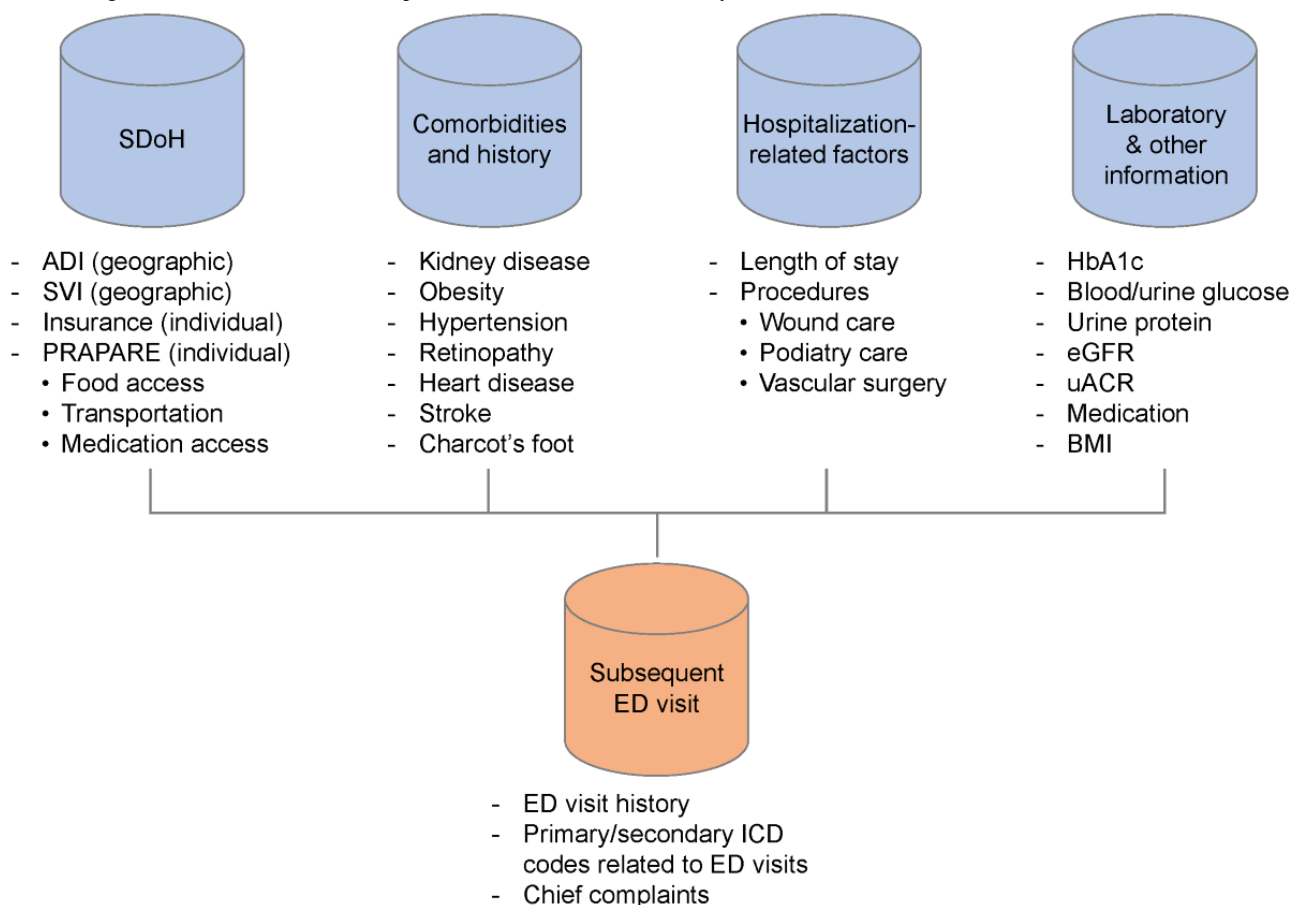 SDoH
- ADI (geographic)
- SVI (geographic)
- Insurance (individual)
- PRAPARE (individual)
• Food access
• Transportation
• Medication access
Comorbidities
and history
- Kidney disease
- Obesity
- Hypertension
- Retinopathy
- Heart disease
- Stroke
- Charcot's foot
Hospitalization-
related factors
- Length of stay
- Procedures
• Wound care
• Podiatry care
• Vascular surgery
Laboratory
& other
information
- HbA1c
- Blood/urine glucose
- Urine protein
- eGFR
- uACR
- Medication
- BMI
Subsequent
ED visit
- ED visit history
- Primary/secondary ICD
codes related to ED visits
- Chief complaints